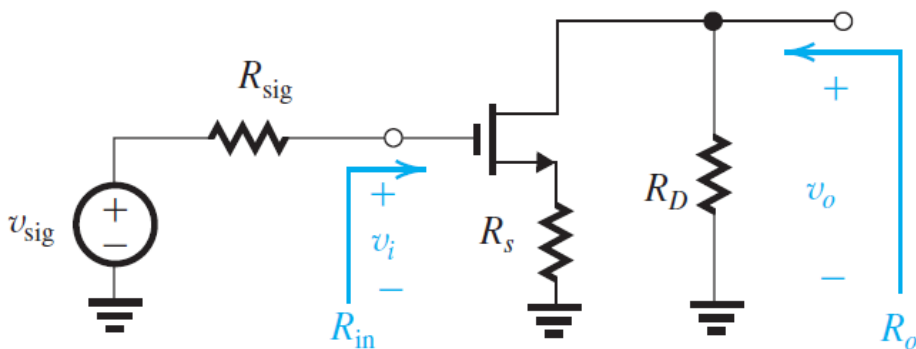 R_sig
v_sig
+
−
R_in
+
v_i
−
R_s
R_D
+
v_o
−
R_o